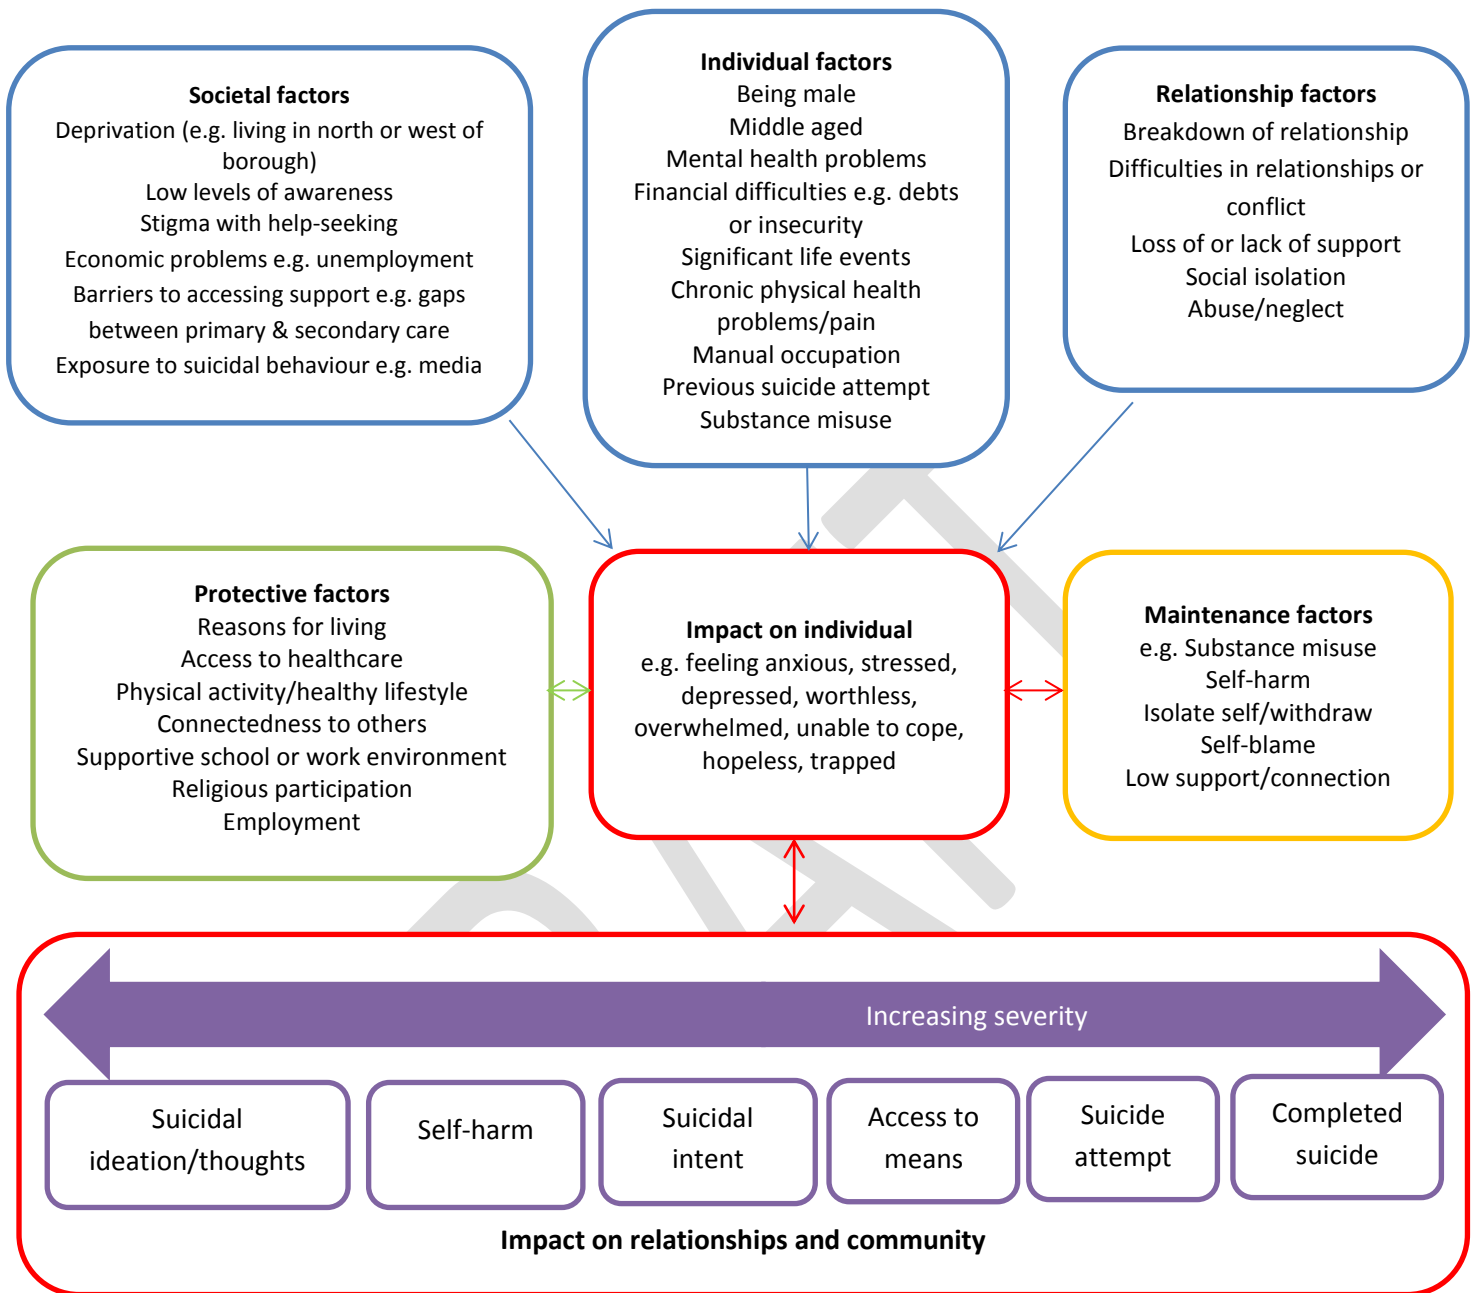 Societal factors
Deprivation (e.g. living in north or west of
borough)
Low levels of awareness
Stigma with help-seeking
Economic problems e.g. unemployment
Barriers to accessing support e.g. gaps
between primary & secondary care
Exposure to suicidal behaviour e.g. media
Individual factors
Being male
Middle aged
Mental health problems
Financial difficulties e.g. debts
or insecurity
Significant life events
Chronic physical health
problems/pain
Manual occupation
Previous suicide attempt
Substance misuse
Relationship factors
Breakdown of relationship
Difficulties in relationships or
conflict
Loss of or lack of support
Social isolation
Abuse/neglect
Protective factors
Reasons for living
Access to healthcare
Physical activity/healthy lifestyle
Connectedness to others
Supportive school or work environment
Religious participation
Employment
Impact on individual
e.g. feeling anxious, stressed,
depressed, worthless,
overwhelmed, unable to cope,
hopeless, trapped
Maintenance factors
e.g. Substance misuse
Self-harm
Isolate self/withdraw
Self-blame
Low support/connection
Increasing severity
Suicidal
ideation/thoughts
Self-harm
Suicidal
intent
Access to
means
Suicide
attempt
Completed
suicide
Impact on relationships and community